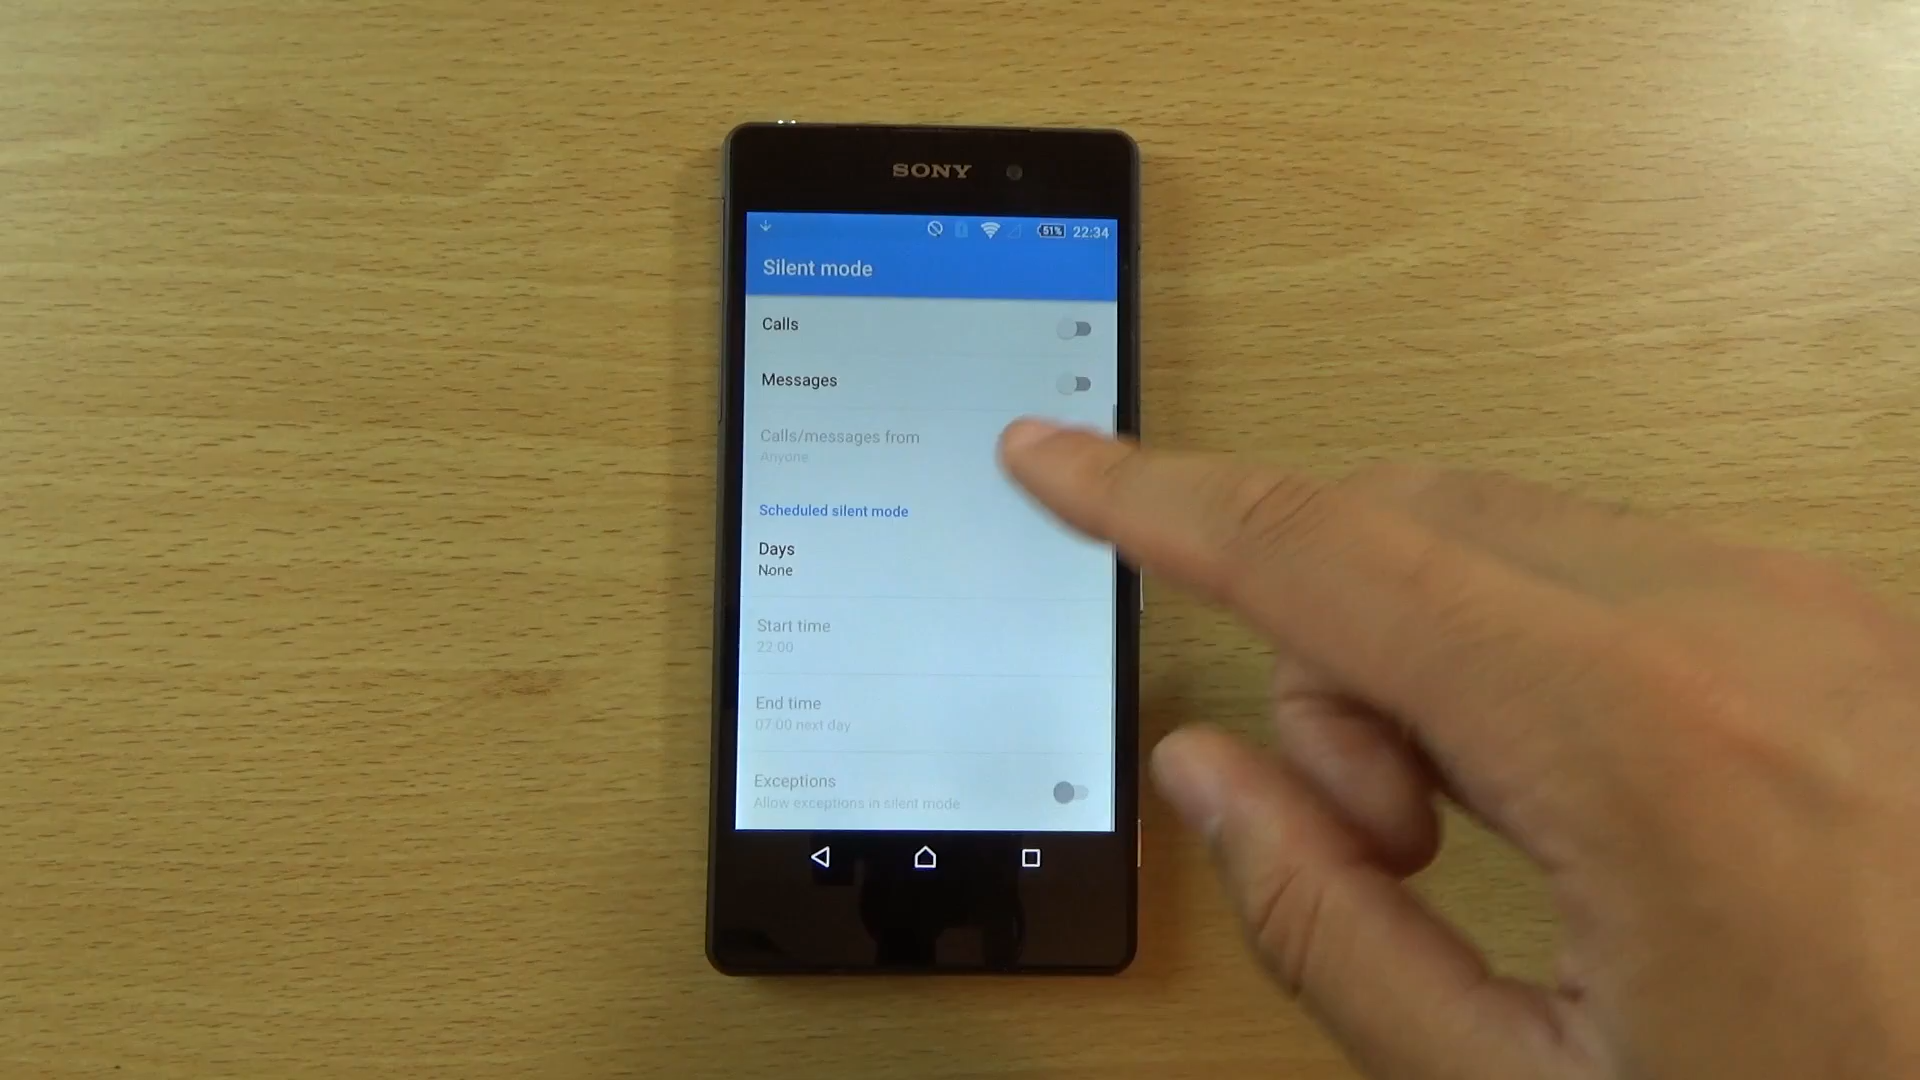 SONY
51% 22:34
Silent mode
Calls
Messages
Calls/messages from
Anyone
Scheduled silent mode
Days
None
Start time
22:00
End time
07:00 next day
Exceptions
Allow exceptions in silent mode